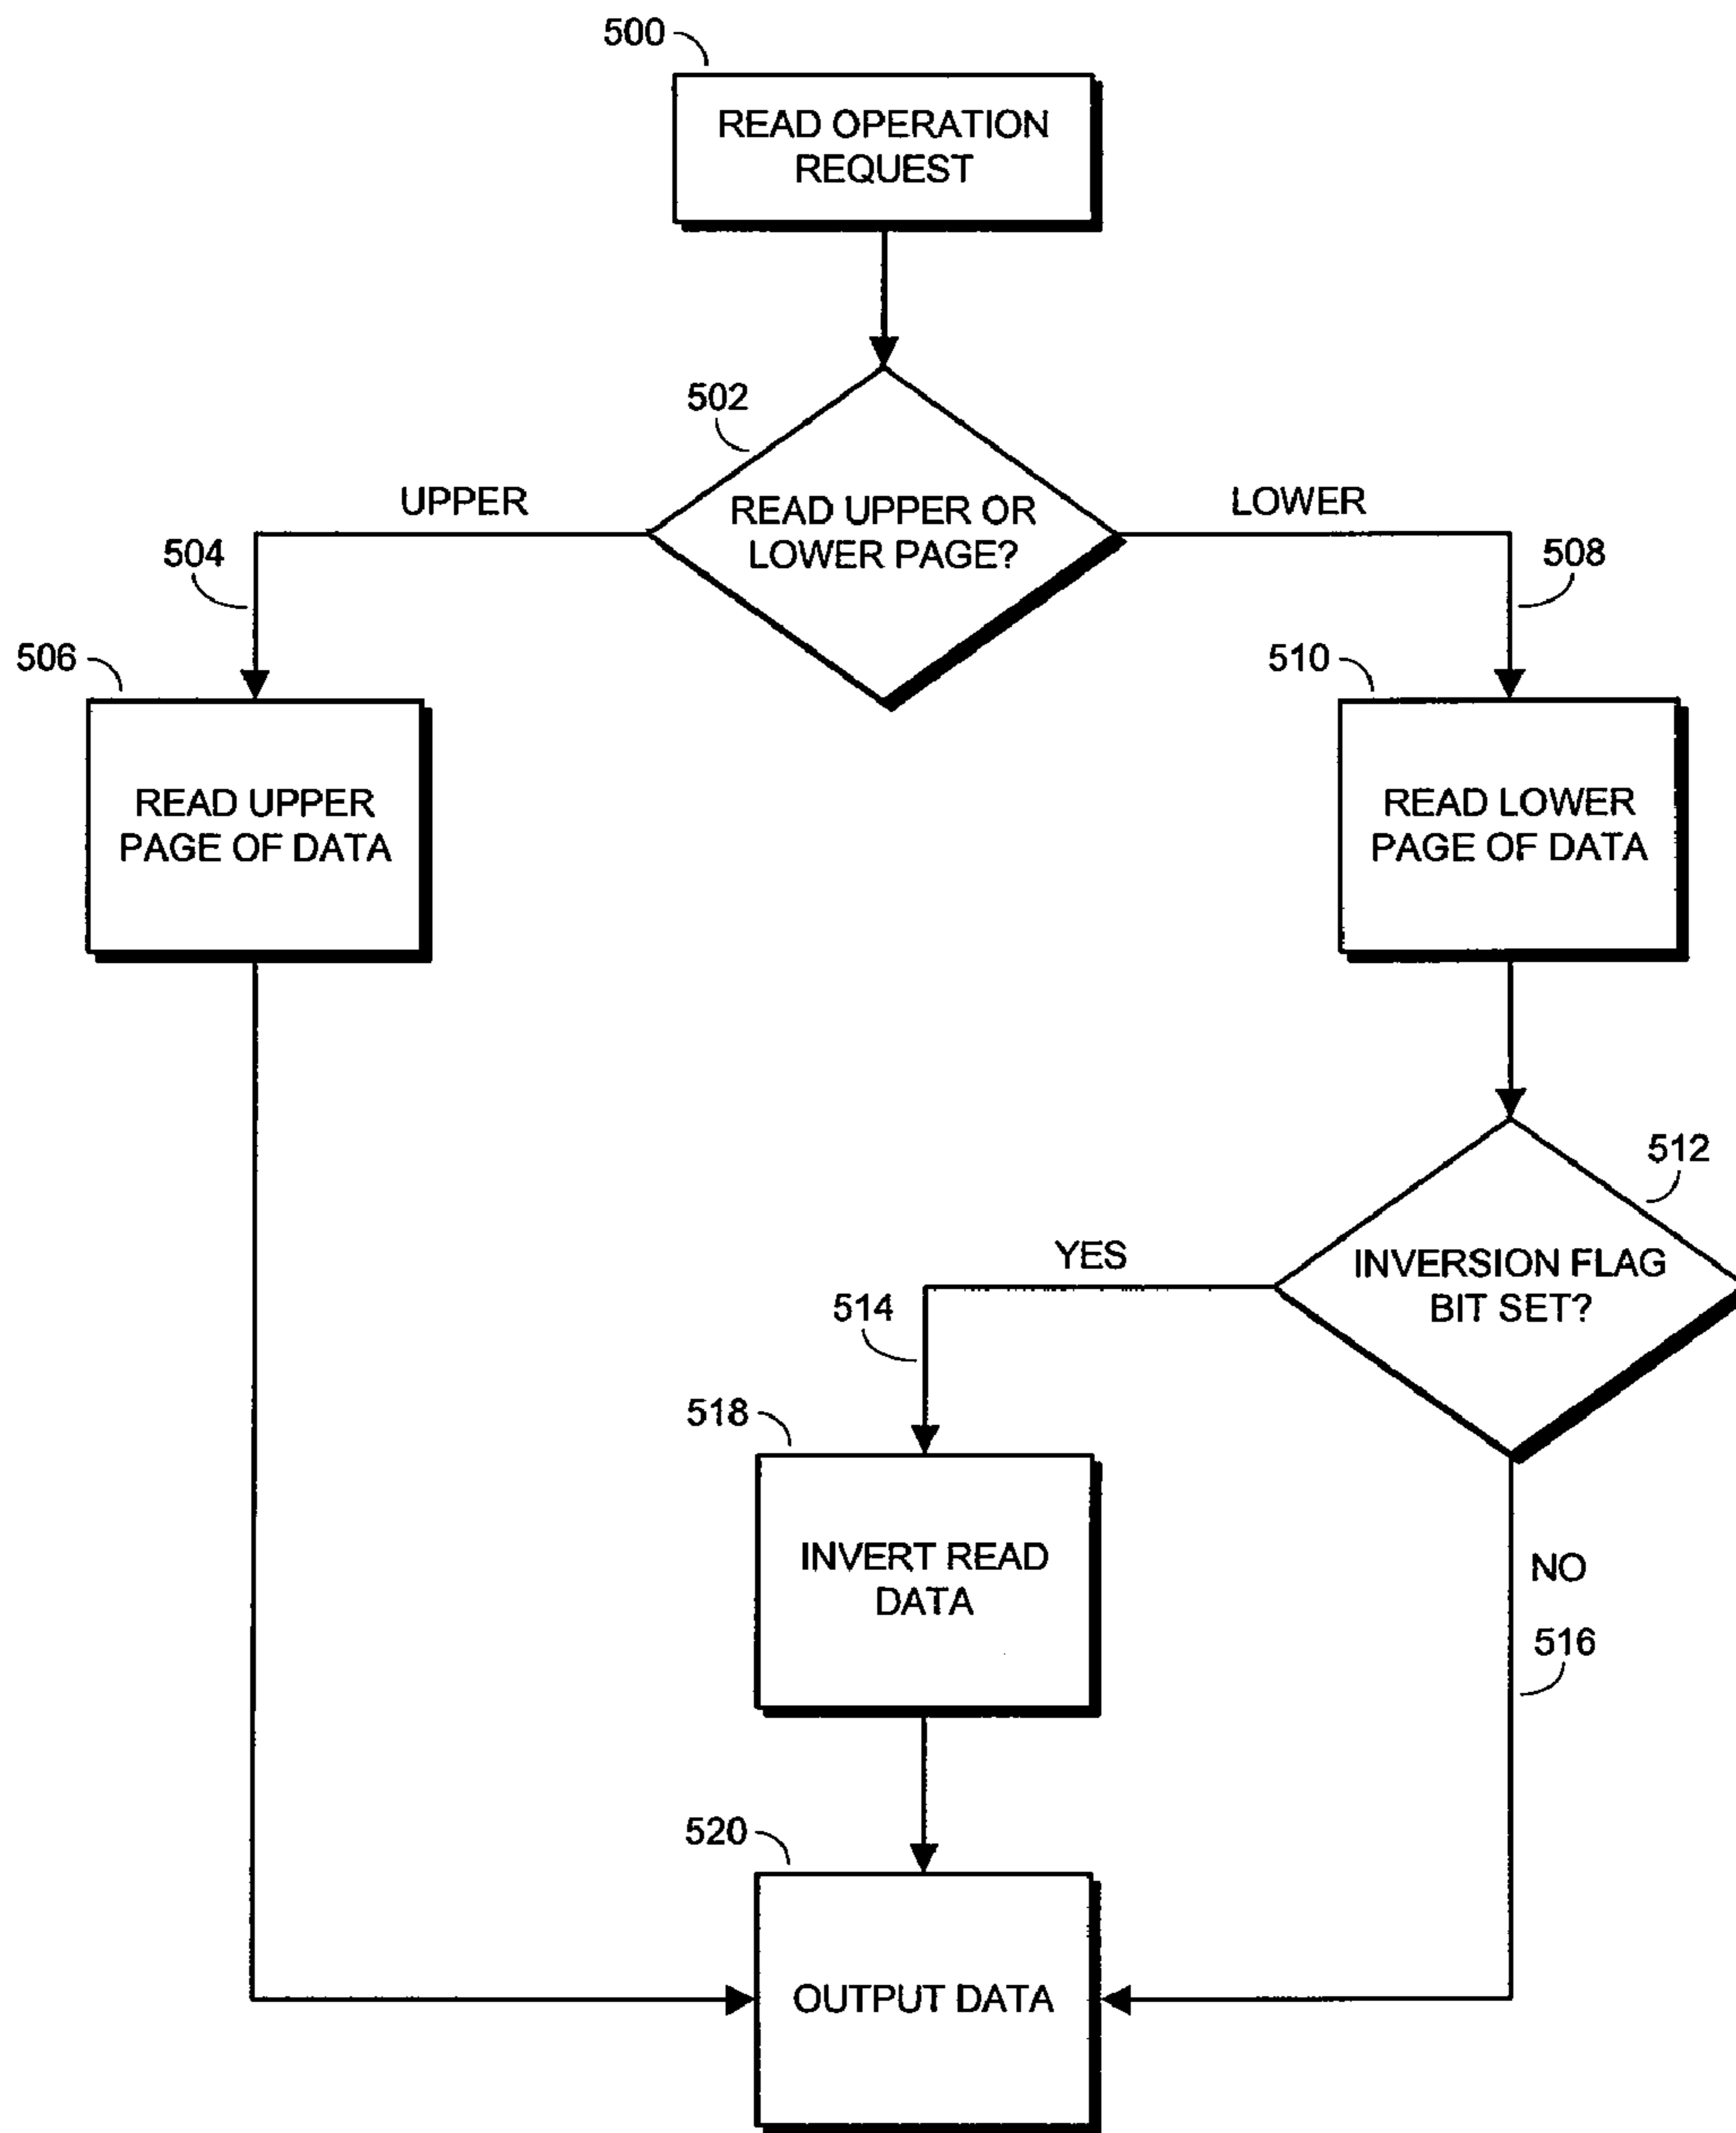 500
READ OPERATION
REQUEST
502
UPPER
READ UPPER OR
LOWER PAGE?
LOWER
504
508
506
510
READ UPPER
PAGE OF DATA
READ LOWER
PAGE OF DATA
512
YES
INVERSION FLAG
BIT SET?
514
518
INVERT READ
DATA
NO
516
520
OUTPUT DATA